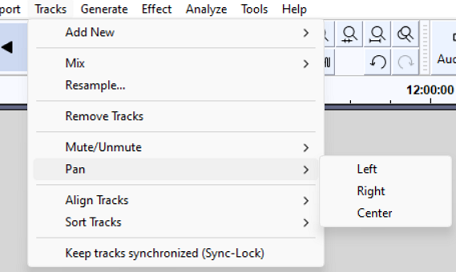 port Tracks Generate Effect Analyze Tools Help
Add New
Mix
Resample...
Remove Tracks
Mute/Unmute
Pan
Left
Right
Center
Align Tracks
Sort Tracks
Keep tracks synchronized (Sync-Lock)
Aud
12:00:00